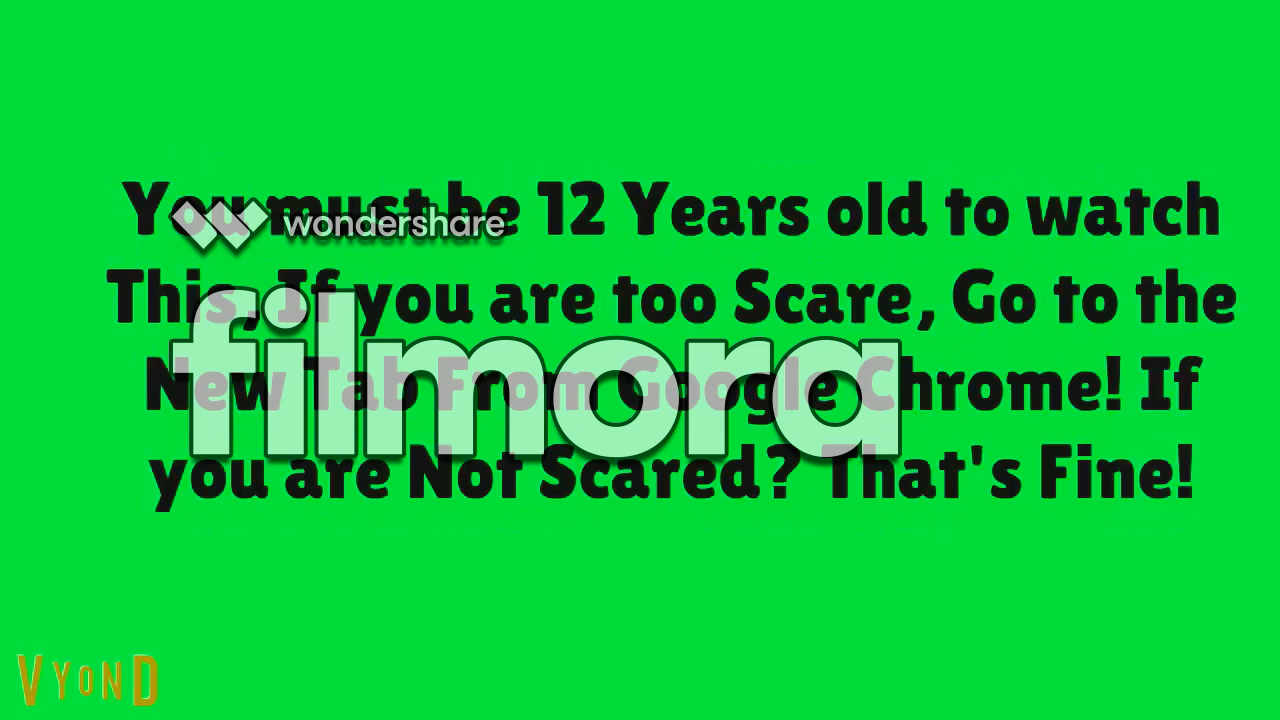 You must be 12 Years old to watch
wondershare
This, If you are too Scare, Go to the
filmora
New Tab From Google Chrome! If
you are Not Scared? That's Fine!
VYOND